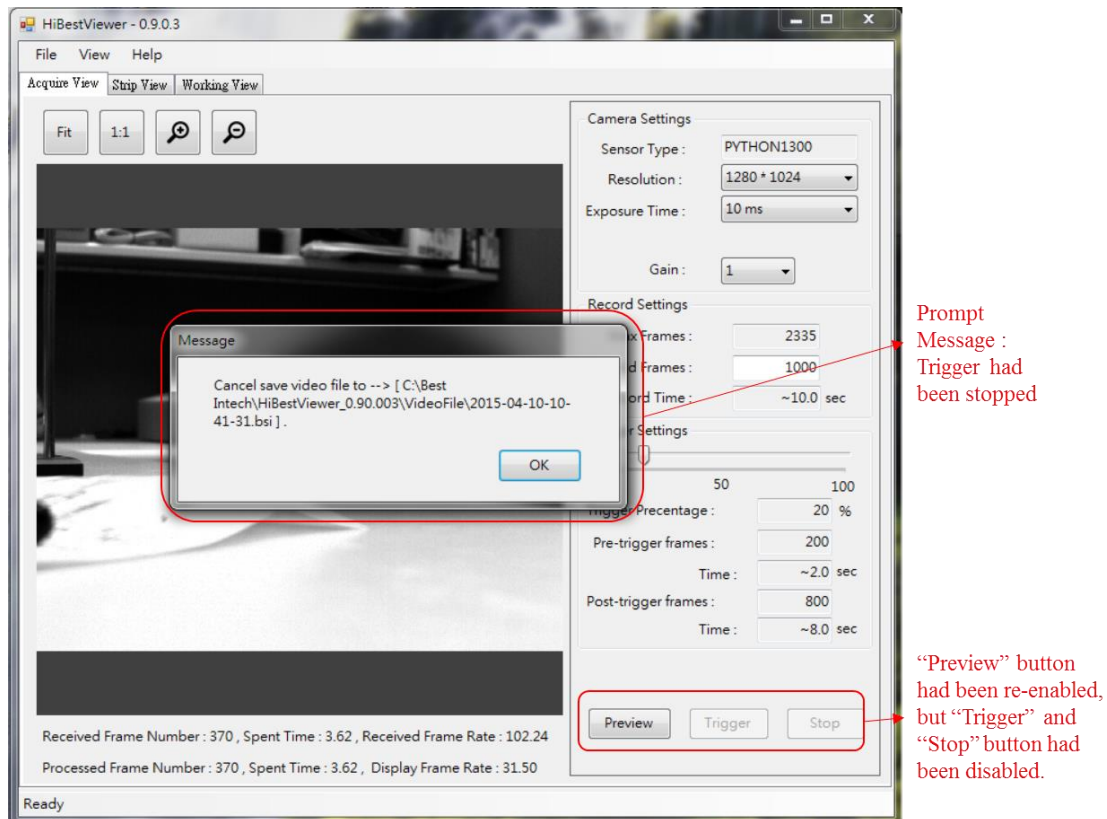 HiBestViewer - 0.9.0.3
File View Help
Acquire View Strip View Working View
Fit 1:1
Camera Settings
Sensor Type : PYTHON1300
Resolution : 1280 * 1024
Exposure Time : 10 ms
Gain : 1
Record Settings
Frames : 2335
Frames : 1000
Time : ~10.0 sec
Settings
50 100
Trigger Precentage : 20 %
Pre-trigger frames : 200
Time : ~2.0 sec
Post-trigger frames : 800
Time : ~8.0 sec
Preview Trigger Stop
Message
Cancel save video file to --> [ C:\Best
Intech\HiBestViewer_0.90.003\VideoFile\2015-04-10-10-
41-31.bsi ] .
OK
Received Frame Number : 370 , Spent Time : 3.62 , Received Frame Rate : 102.24
Processed Frame Number : 370 , Spent Time : 3.62 , Display Frame Rate : 31.50
Ready
Prompt
Message :
Trigger had
been stopped
“Preview” button
had been re-enabled,
but “Trigger” and
“Stop” button had
been disabled.